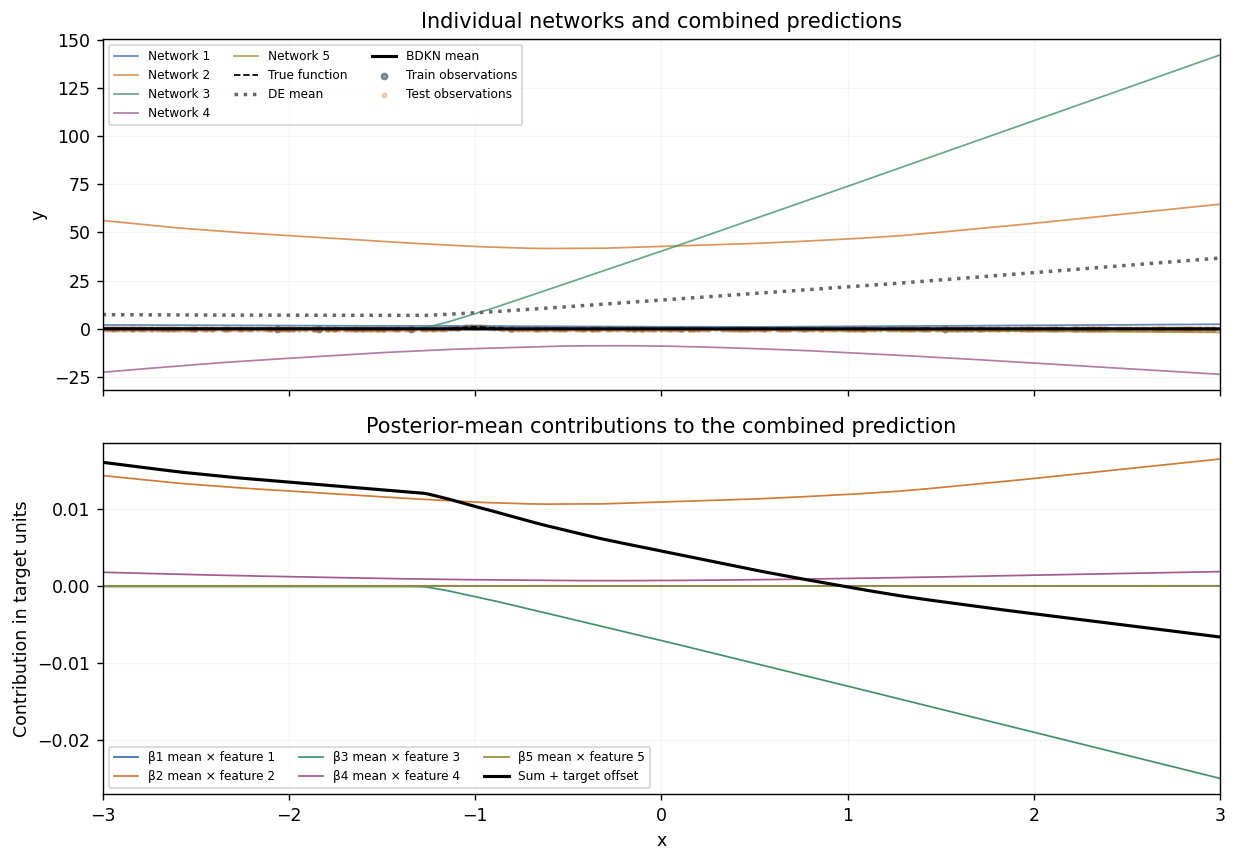 Individual networks and combined predictions
150
125
100
75
50
25
0
−25
y
Network 1
Network 2
Network 3
Network 4
Network 5
True function
DE mean
BDKN mean
Train observations
Test observations
Posterior-mean contributions to the combined prediction
0.01
0.00
−0.01
−0.02
Contribution in target units
β1 mean × feature 1
β2 mean × feature 2
β3 mean × feature 3
β4 mean × feature 4
β5 mean × feature 5
Sum + target offset
−3 −2 −1 0 1 2 3
x